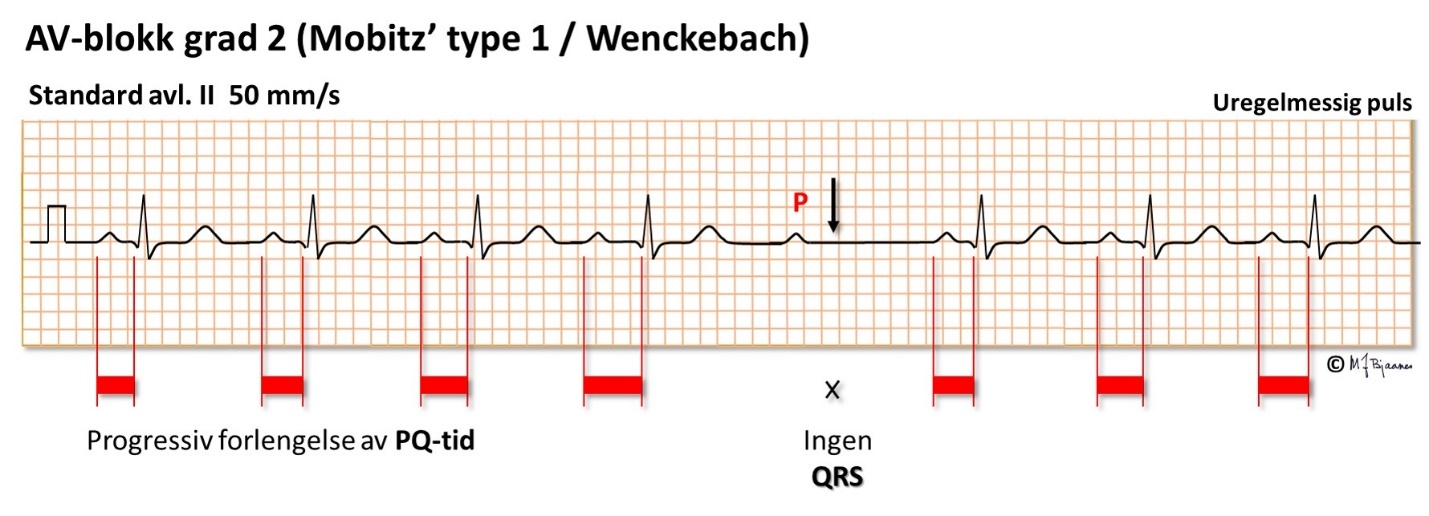 AV-blokk grad 2 (Mobitz’ type 1 / Wenckebach)
Standard avl. II  50 mm/s
Uregelmessig puls
P
© M J Bjaanes
X
Progressiv forlengelse av PQ-tid
Ingen
QRS